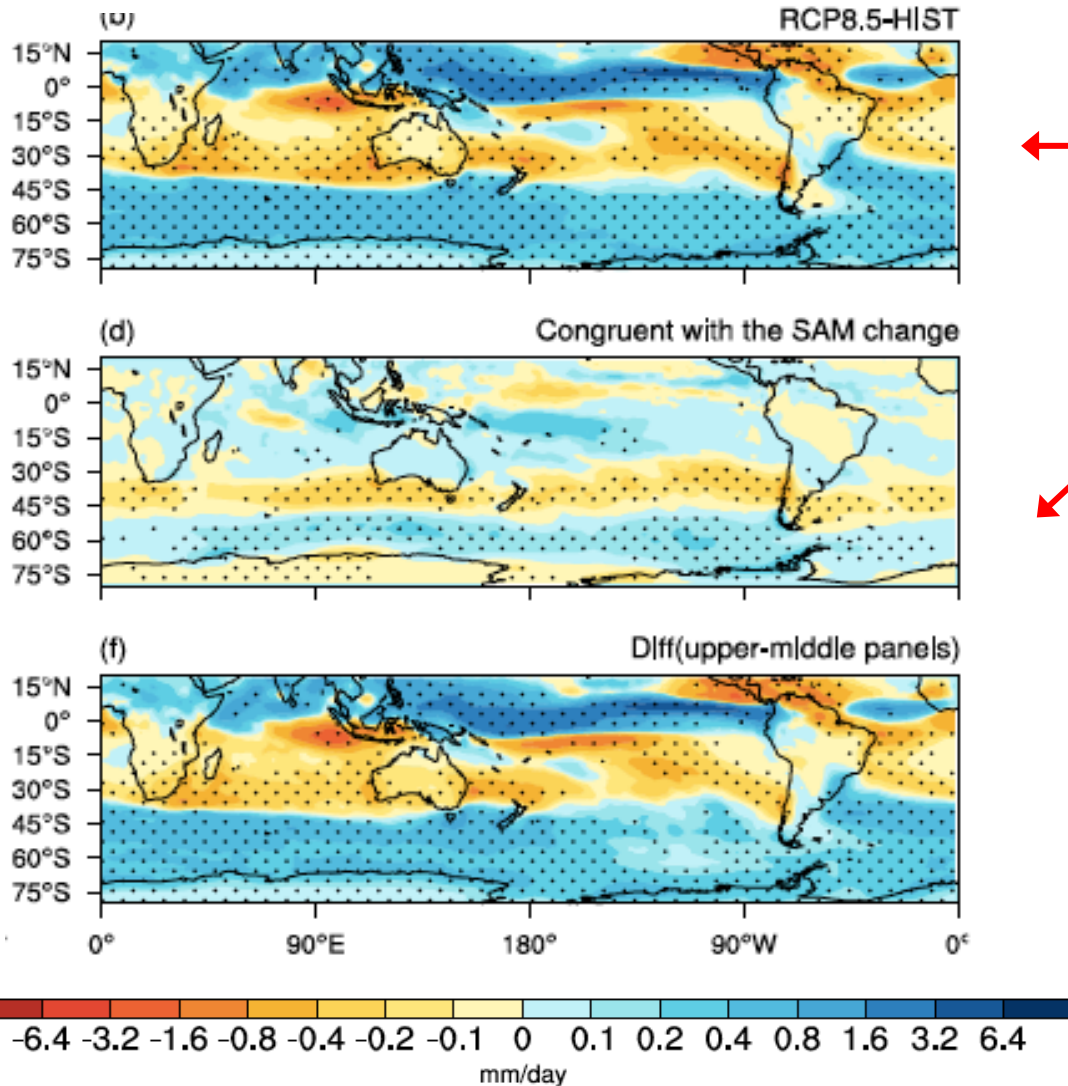 (b) RCP8.5-HIST
15°N
0°
15°S
30°S
45°S
60°S
75°S
(d) Congruent with the SAM change
15°N
0°
15°S
30°S
45°S
60°S
75°S
(f) Diff(upper-middle panels)
15°N
0°
15°S
30°S
45°S
60°S
75°S
0° 90°E 180° 90°W 0°
-6.4 -3.2 -1.6 -0.8 -0.4 -0.2 -0.1 0 0.1 0.2 0.4 0.8 1.6 3.2 6.4
mm/day